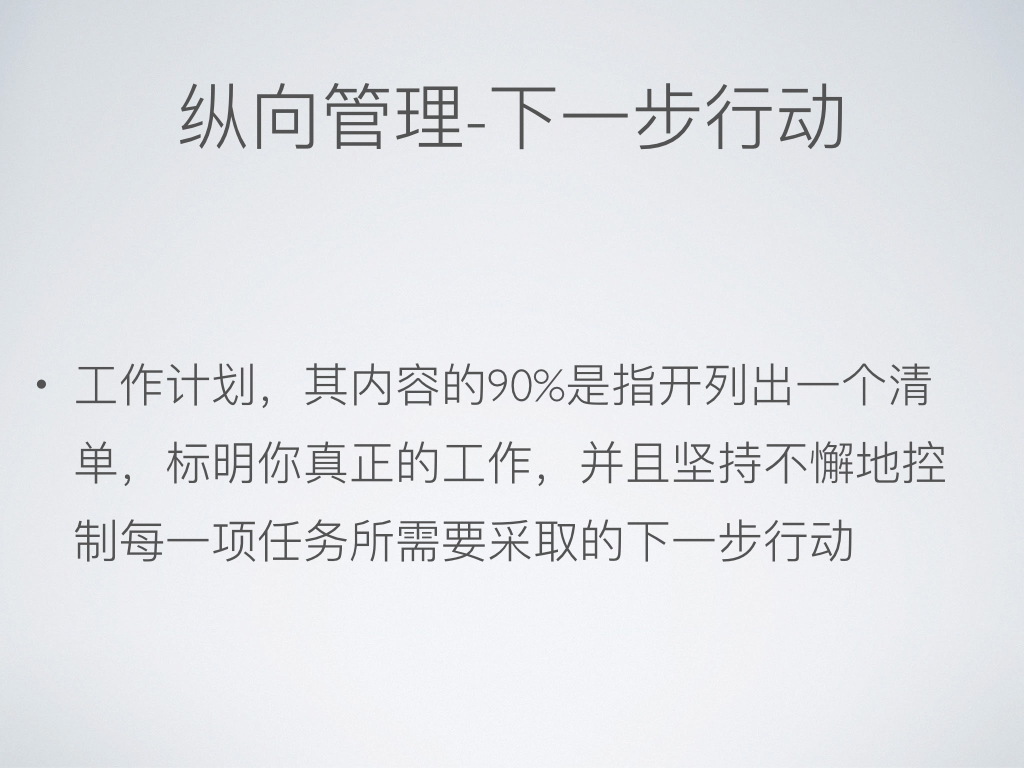 纵向管理-下一步行动
• 工作计划，其内容的90%是指开列出一个清
单，标明你真正的工作，并且坚持不懈地控
制每一项任务所需要采取的下一步行动